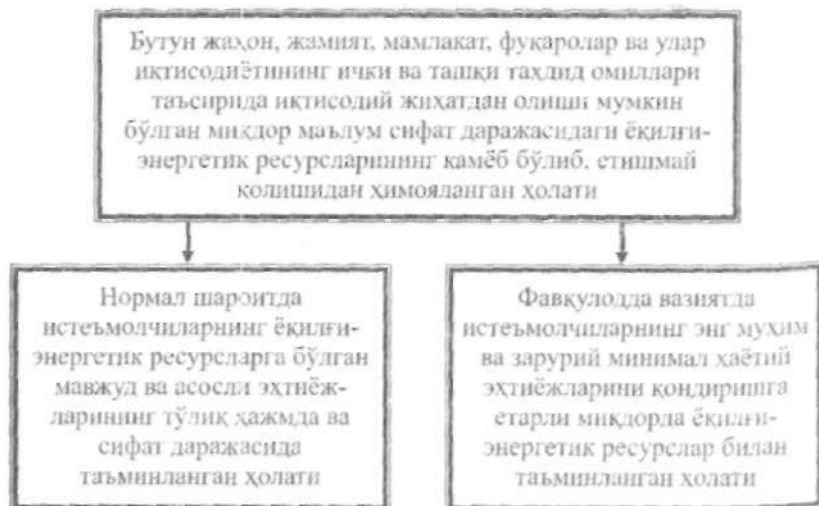 Бутун жаҳон, жамият, мамлакат, фуқаролар ва улар
иқтисодиётининг ички ва ташқи таҳдид омиллари
таъсирида иқтисодий жиҳатдан олиши мумкин
бўлган миқдор маълум сифат даражасидаги ёқилғи-
энергетик ресурсларининг камёб бўлиб, етишмай
қолишидан ҳимояланган ҳолати
Нормал шароитда
истеъмолчиларнинг ёқилғи-
энергетик ресурсларга бўлган
мавжуд ва асосли эҳтиёж-
ларининг тўлиқ ҳажмда ва
сифат даражасида
таъминланган ҳолати
Фавқулодда вазиятда
истеъмолчиларнинг энг муҳим
ва зарурий минимал ҳаётий
эҳтиёжларини қондиришга
етарли миқдорда ёқилғи-
энергетик ресурслар билан
таъминланган ҳолати